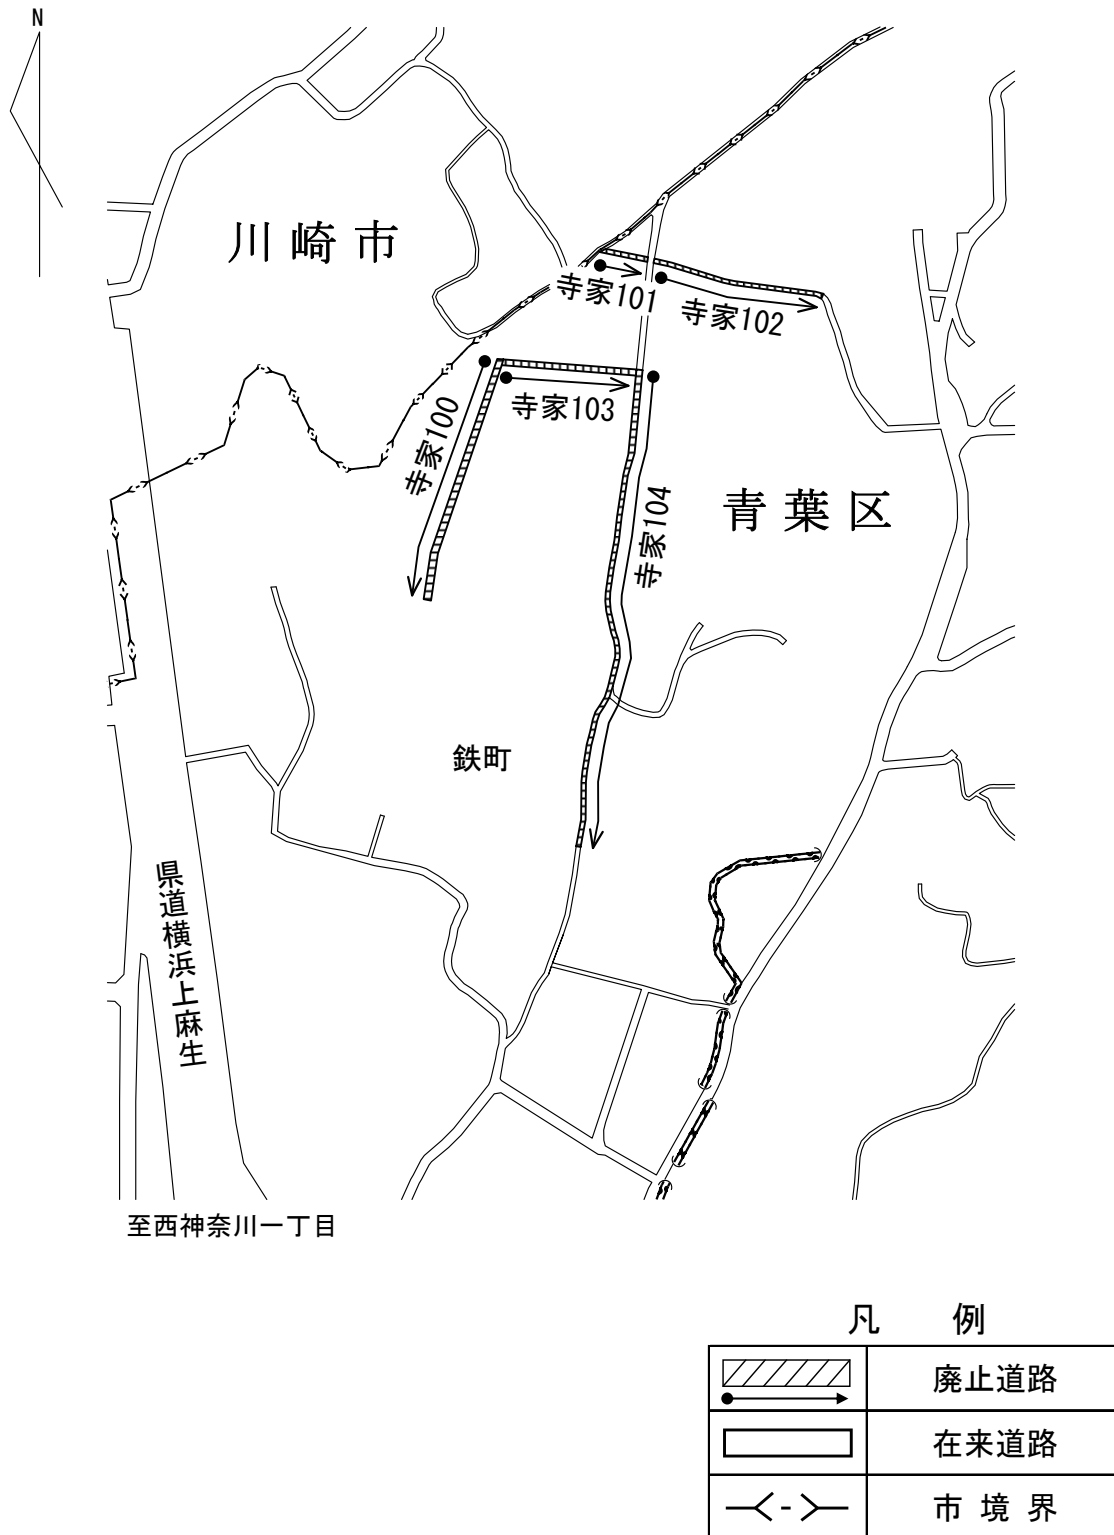 N
川崎市
寺家101
寺家102
寺家100
寺家103
寺家104
青葉区
鉄町
県道横浜上麻生
至西神奈川一丁目
凡 例
廃止道路
在来道路
市境界